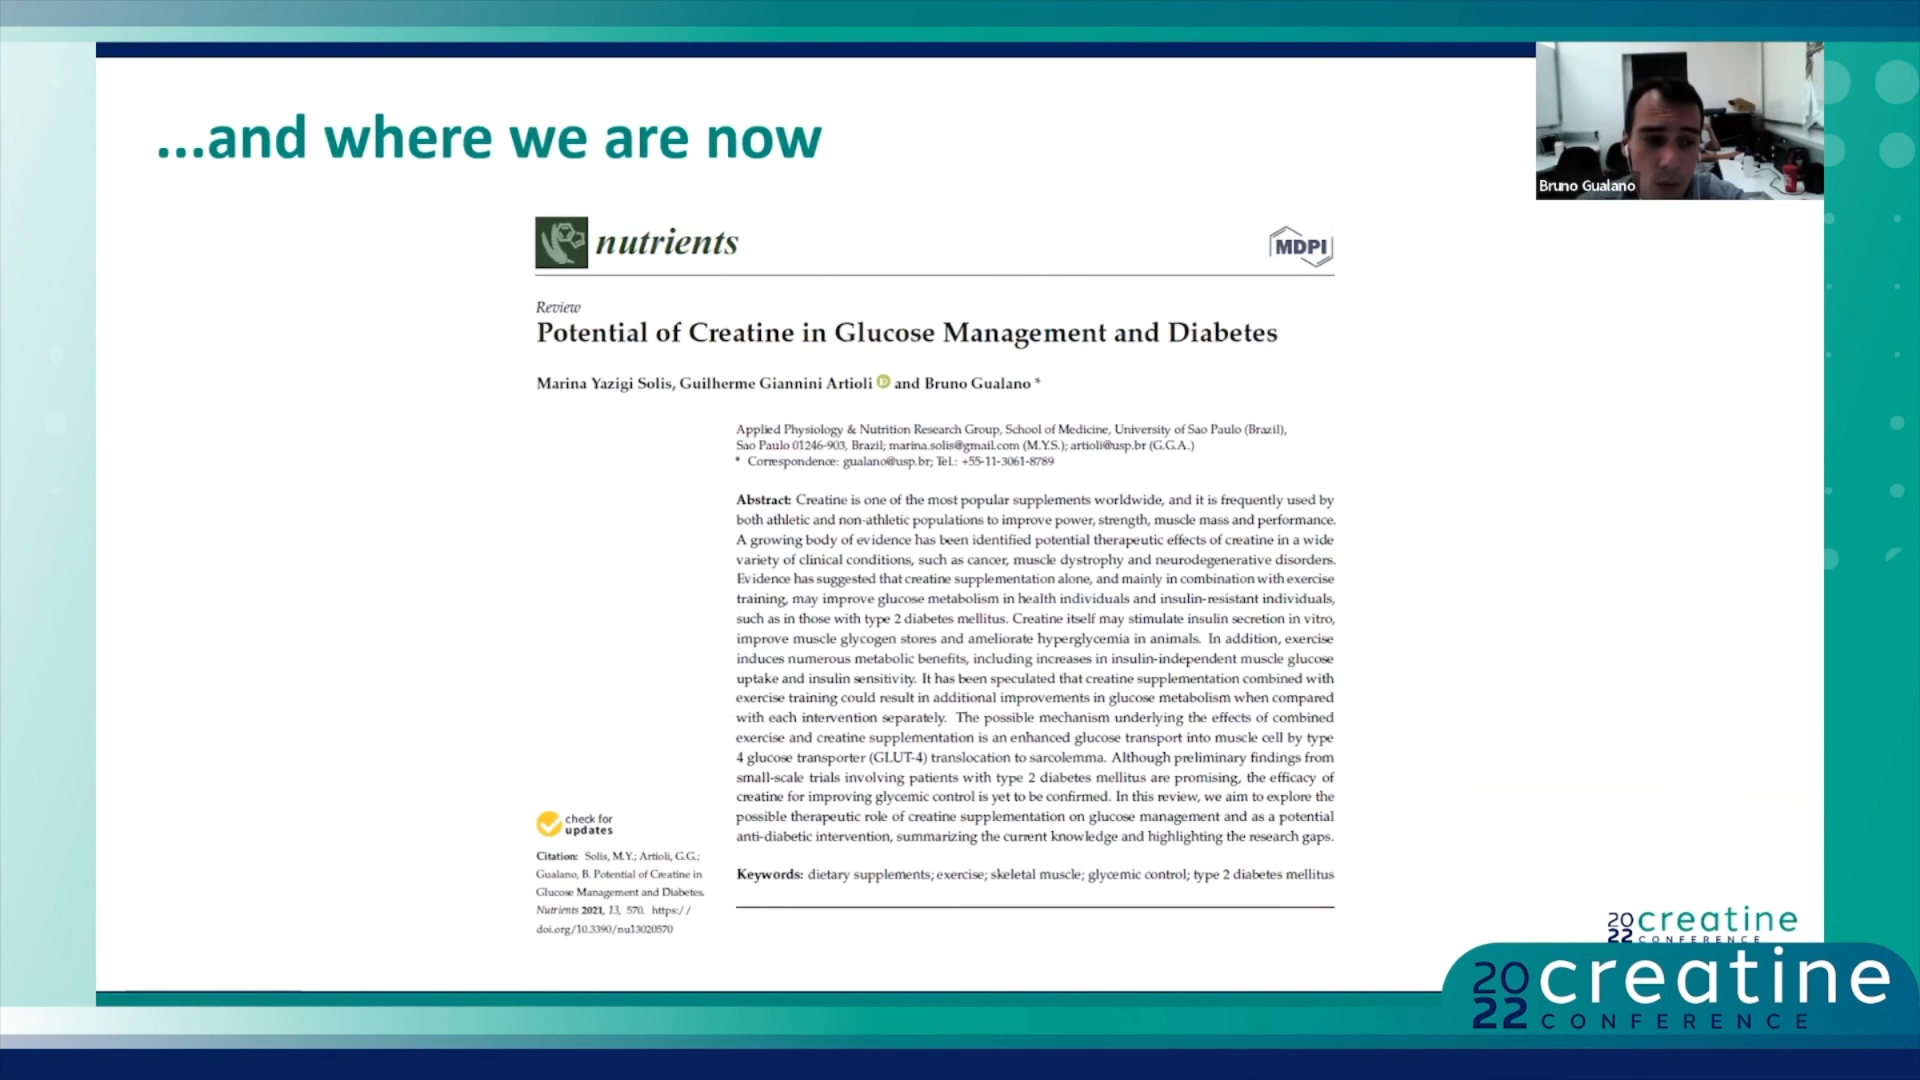 ...and where we are now
Bruno Gualano
nutrients
MDPI
Review
Potential of Creatine in Glucose Management and Diabetes
Marina Yazigi Solis, Guilherme Giannini Artioli iD and Bruno Gualano *
Applied Physiology & Nutrition Research Group, School of Medicine, University of Sao Paulo (Brazil),
Sao Paulo 01246-903, Brazil; marina.solis@gmail.com (M.Y.S.); artioli@usp.br (G.G.A.)
* Correspondence: gualano@usp.br; Tel.: +55-11-3061-8789
Abstract: Creatine is one of the most popular supplements worldwide, and it is frequently used by
both athletic and non-athletic populations to improve power, strength, muscle mass and performance.
A growing body of evidence has been identified potential therapeutic effects of creatine in a wide
variety of clinical conditions, such as cancer, muscle dystrophy and neurodegenerative disorders.
Evidence has suggested that creatine supplementation alone, and mainly in combination with exercise
training, may improve glucose metabolism in health individuals and insulin-resistant individuals,
such as in those with type 2 diabetes mellitus. Creatine itself may stimulate insulin secretion in vitro,
improve muscle glycogen stores and ameliorate hyperglycemia in animals. In addition, exercise
induces numerous metabolic benefits, including increases in insulin-independent muscle glucose
uptake and insulin sensitivity. It has been speculated that creatine supplementation combined with
exercise training could result in additional improvements in glucose metabolism when compared
with each intervention separately. The possible mechanism underlying the effects of combined
exercise and creatine supplementation is an enhanced glucose transport into muscle cell by type
4 glucose transporter (GLUT-4) translocation to sarcolemma. Although preliminary findings from
small-scale trials involving patients with type 2 diabetes mellitus are promising, the efficacy of
creatine for improving glycemic control is yet to be confirmed. In this review, we aim to explore the
possible therapeutic role of creatine supplementation on glucose management and as a potential
anti-diabetic intervention, summarizing the current knowledge and highlighting the research gaps.
Keywords: dietary supplements; exercise; skeletal muscle; glycemic control; type 2 diabetes mellitus
check for
updates
Citation: Solis, M.Y.; Artioli, G.G.;
Gualano, B. Potential of Creatine in
Glucose Management and Diabetes.
Nutrients 2021, 13, 570. https://
doi.org/10.3390/nu13020570
2022 creatine
CONFERENCE
2022 creatine
CONFERENCE